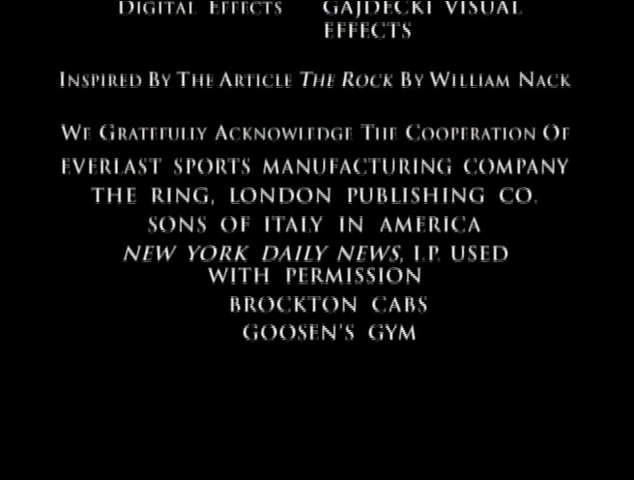 DIGITAL EFFECTS GAJDECKI VISUAL
EFFECTS
INSPIRED BY THE ARTICLE THE ROCK BY WILLIAM NACK
WE GRATEFULLY ACKNOWLEDGE THE COOPERATION OF
EVERLAST SPORTS MANUFACTURING COMPANY
THE RING, LONDON PUBLISHING CO.
SONS OF ITALY IN AMERICA
NEW YORK DAILY NEWS, I.P. USED
WITH PERMISSION
BROCKTON CABS
GOOSEN'S GYM